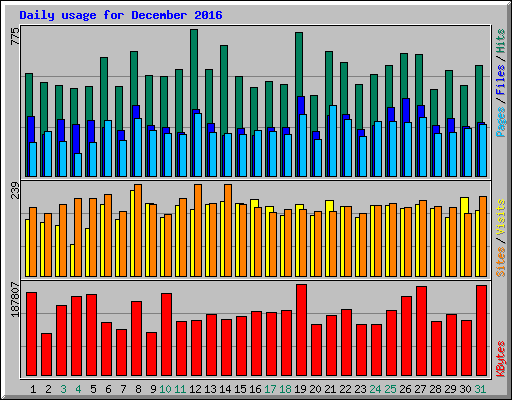 Daily usage for December 2016
775
Pages / Files / Hits
239
Sites / Visits
187807
KBytes
1 2 3 4 5 6 7 8 9 10 11 12 13 14 15 16 17 18 19 20 21 22 23 24 25 26 27 28 29 30 31